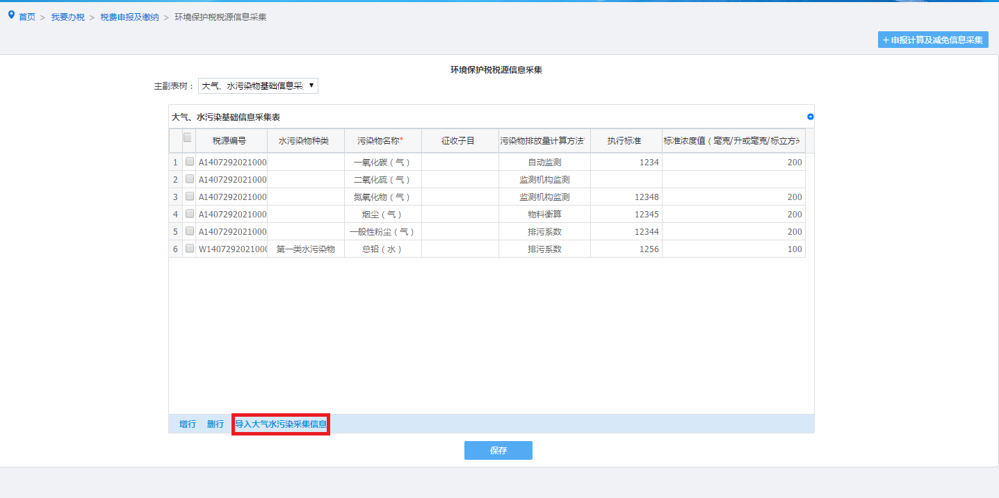 首页 > 我要办税 > 税费申报及缴纳 > 环境保护税税源信息采集
+ 申报计算及减免信息采集
环境保护税税源信息采集
主副表树： 大气、水污染物基础信息采
大气、水污染基础信息采集表
税源编号 水污染物种类 污染物名称* 征收子目 污染物排放量计算方法* 执行标准 标准浓度值（毫克/升或毫克/标立方
1 A1407292021000 一氧化碳（气） 自动监测 1234 200
2 A1407292021000 二氧化硫（气） 监测机构监测
3 A1407292021000 氮氧化物（气） 监测机构监测 12348 200
4 A1407292021000 烟尘（气） 物料衡算 12345 200
5 A1407292021000 一般性粉尘（气） 排污系数 12344 200
6 W1407292021000 第一类水污染物 总铅（水） 排污系数 1256 100
增行 删行 导入大气水污染采集信息
保存